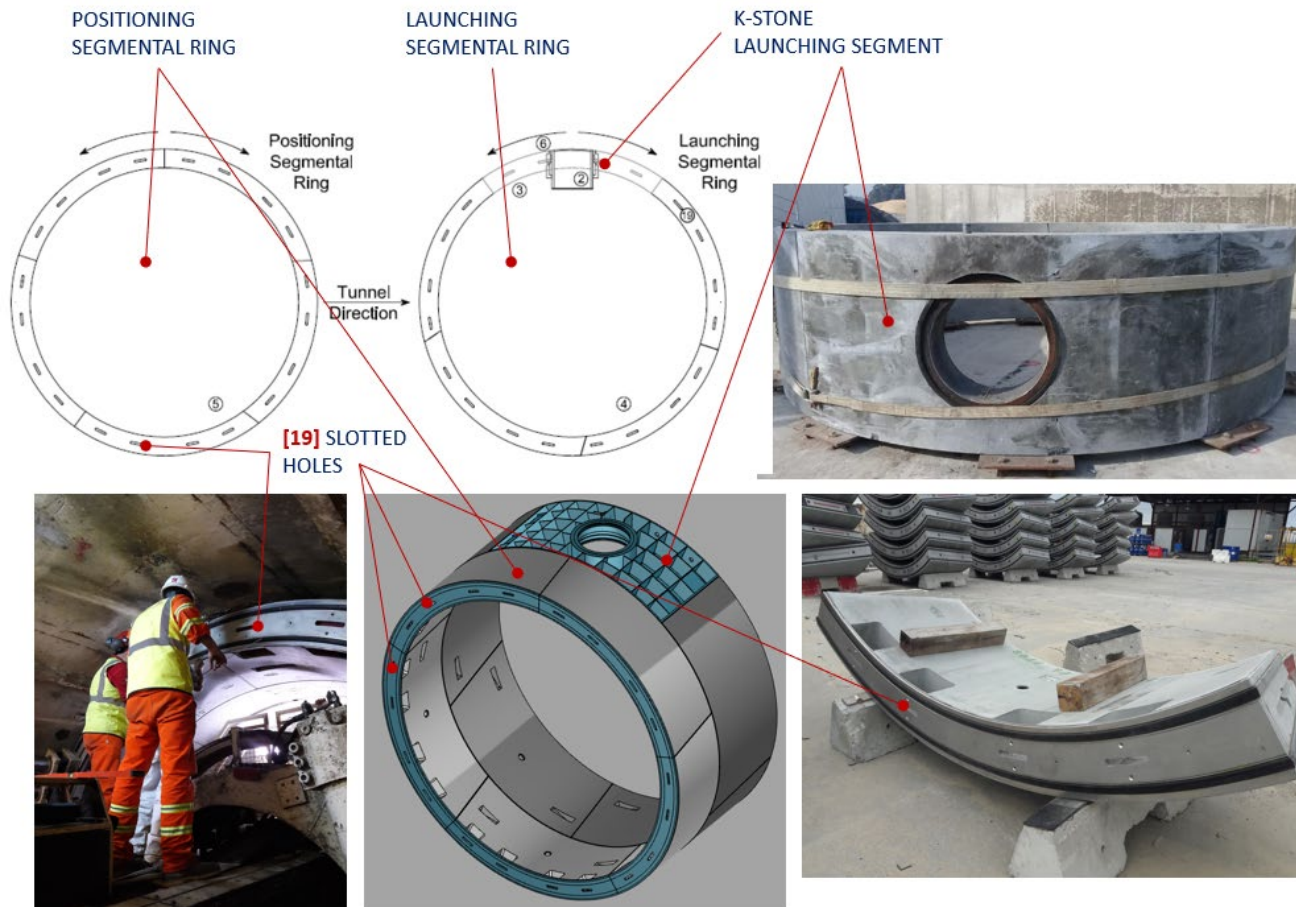 POSITIONING
SEGMENTAL RING
LAUNCHING
SEGMENTAL RING
K-STONE
LAUNCHING SEGMENT
Positioning
Segmental
Ring
⑥
②
③
Launching
Segmental
Ring
⑲
Tunnel
Direction
⑤
④
[19] SLOTTED
HOLES